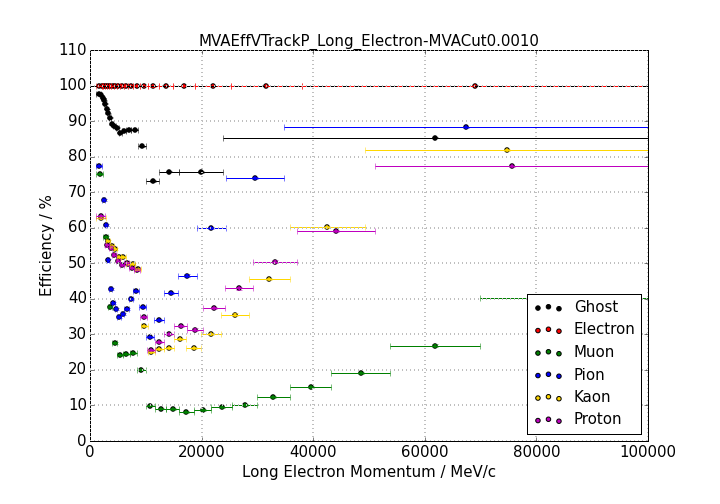 MVAEffVTrackP_Long_Electron-MVACut0.0010
110
100
90
80
70
60
50
40
30
20
10
0
Efficiency / %
Ghost
Electron
Muon
Pion
Kaon
Proton
0 20000 40000 60000 80000 100000
Long Electron Momentum / MeV/c